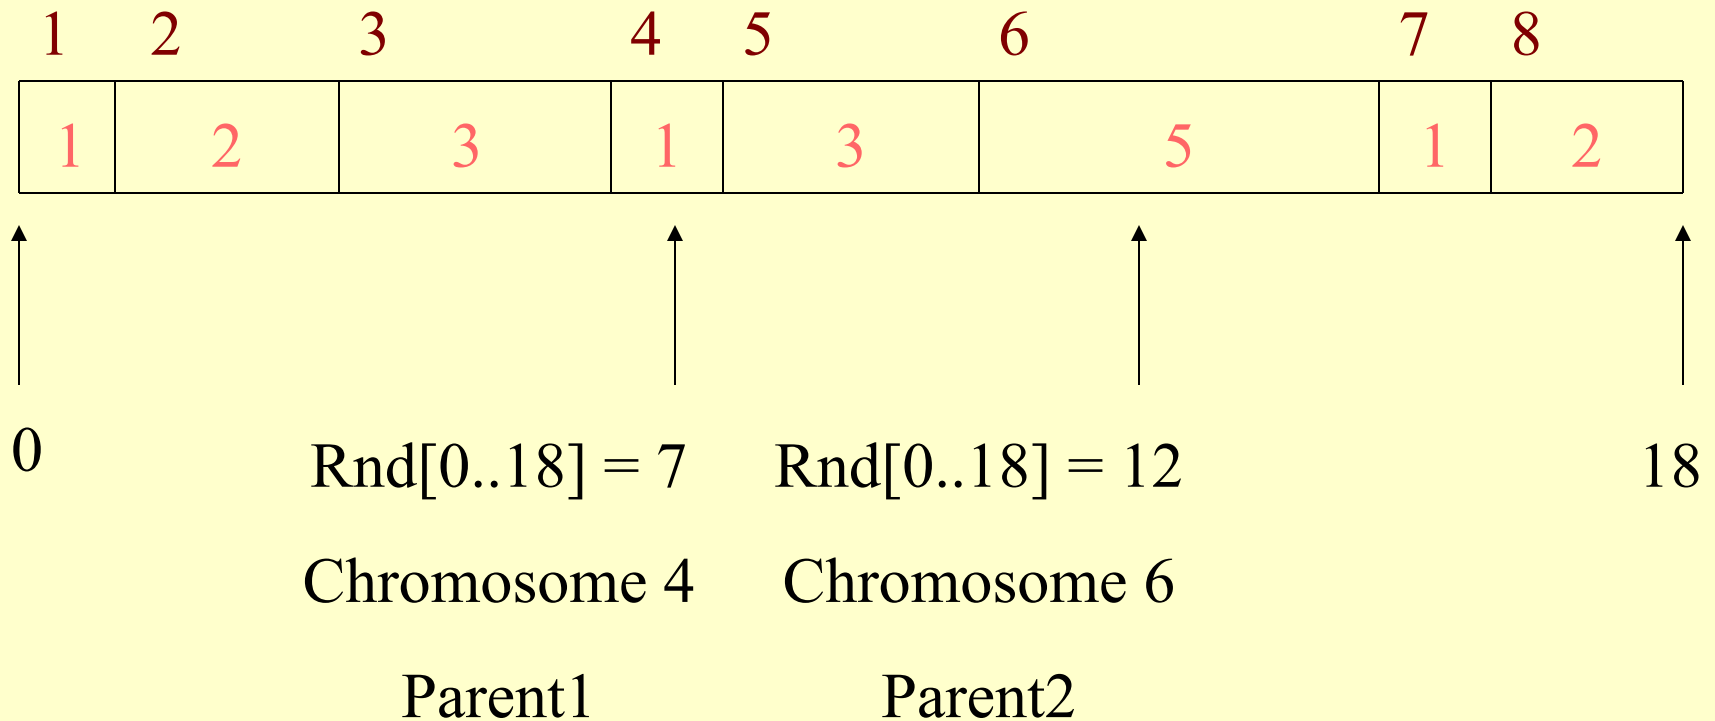 1 2 3 4 5 6 7 8
1 2 3 1 3 5 1 2
0 Rnd[0..18] = 7 Rnd[0..18] = 12 18
Chromosome 4 Chromosome 6
Parent1 Parent2